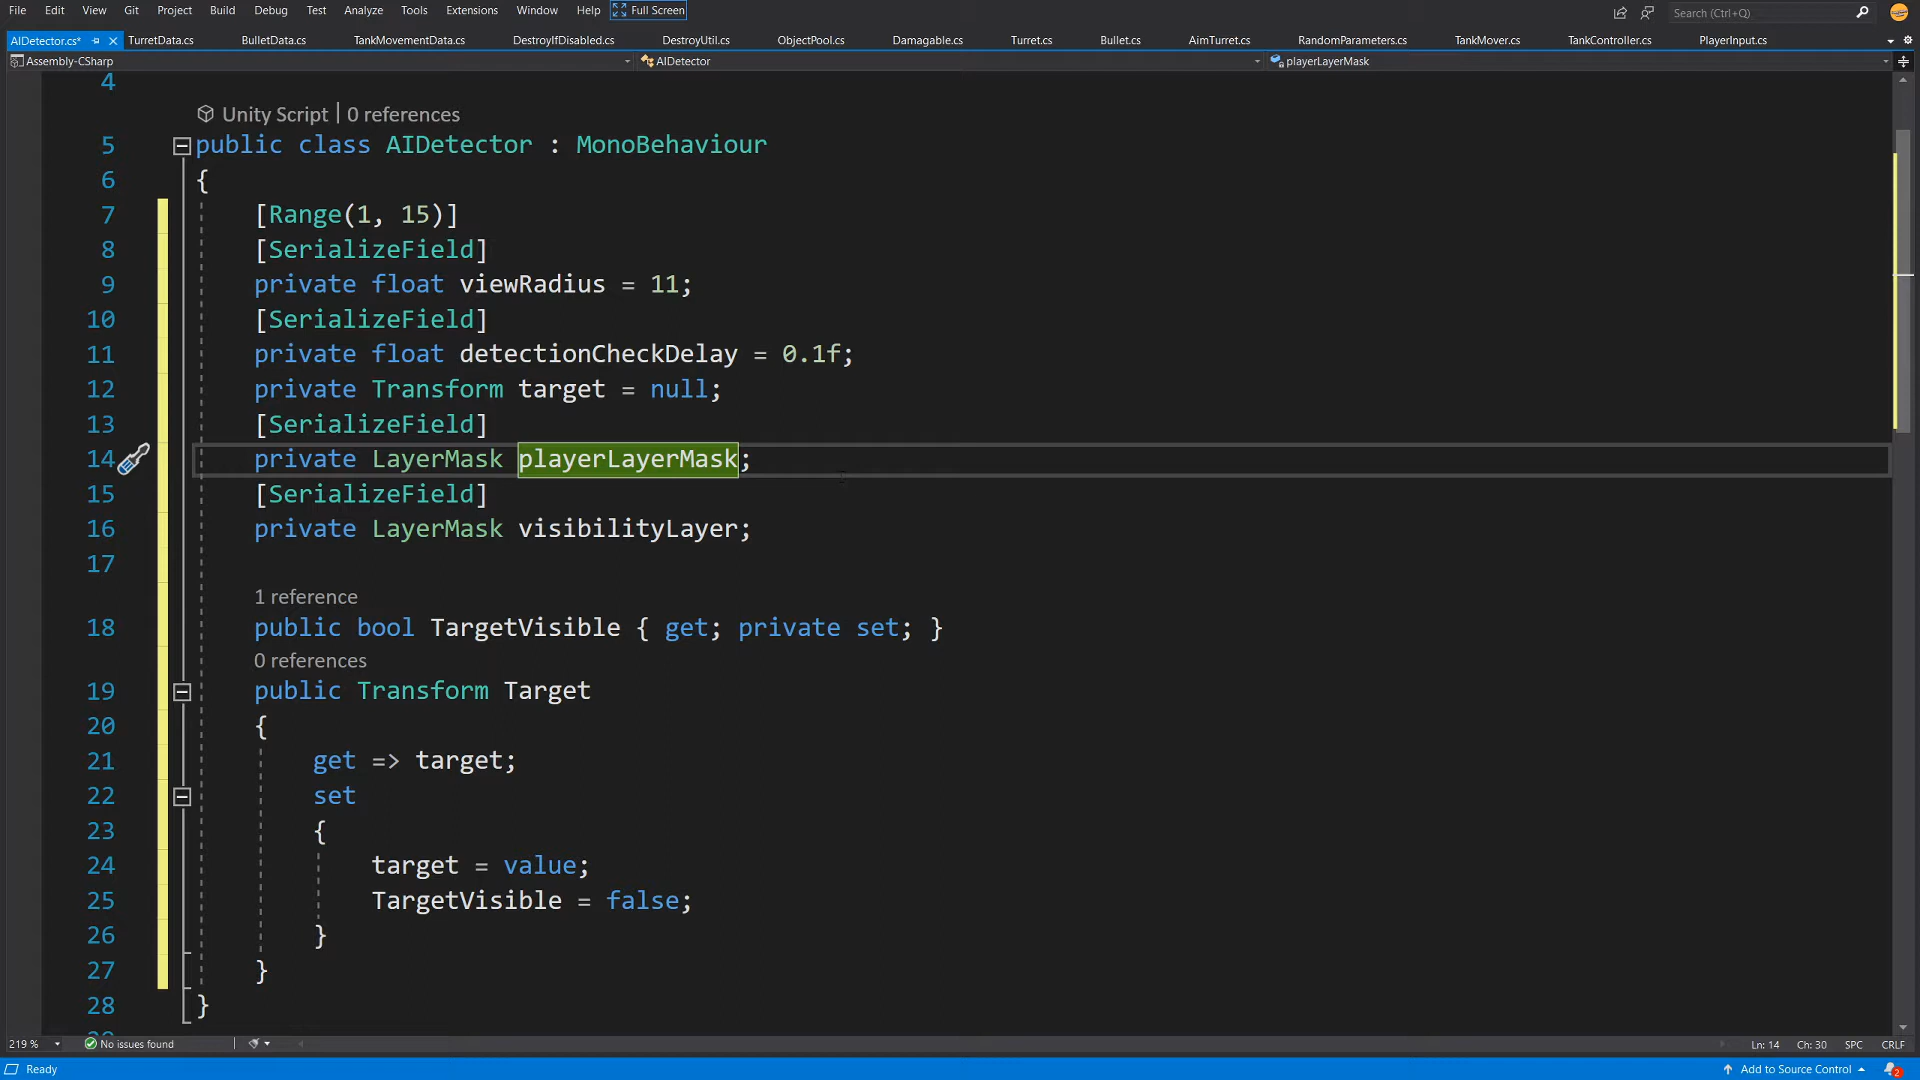 File Edit View Git Project Build Debug Test Analyze Tools Extensions Window Help Full Screen Search (Ctrl+Q)
AIDetector.cs* TurretData.cs BulletData.cs TankMovementData.cs DestroyIfDisabled.cs DestroyUtil.cs ObjectPool.cs Damagable.cs Turret.cs Bullet.cs AimTurret.cs RandomParameters.cs TankMover.cs TankController.cs PlayerInput.cs
Assembly-CSharp AIDetector playerLayerMask
4
Unity Script | 0 references
5 public class AIDetector : MonoBehaviour
6 {
7 [Range(1, 15)]
8 [SerializeField]
9 private float viewRadius = 11;
10 [SerializeField]
11 private float detectionCheckDelay = 0.1f;
12 private Transform target = null;
13 [SerializeField]
14 private LayerMask playerLayerMask;
15 [SerializeField]
16 private LayerMask visibilityLayer;
17
1 reference
18 public bool TargetVisible { get; private set; }
0 references
19 public Transform Target
20 {
21 get => target;
22 set
23 {
24 target = value;
25 TargetVisible = false;
26 }
27 }
28 }
219 % No issues found Ln: 14 Ch: 30 SPC CRLF
Ready Add to Source Control 2